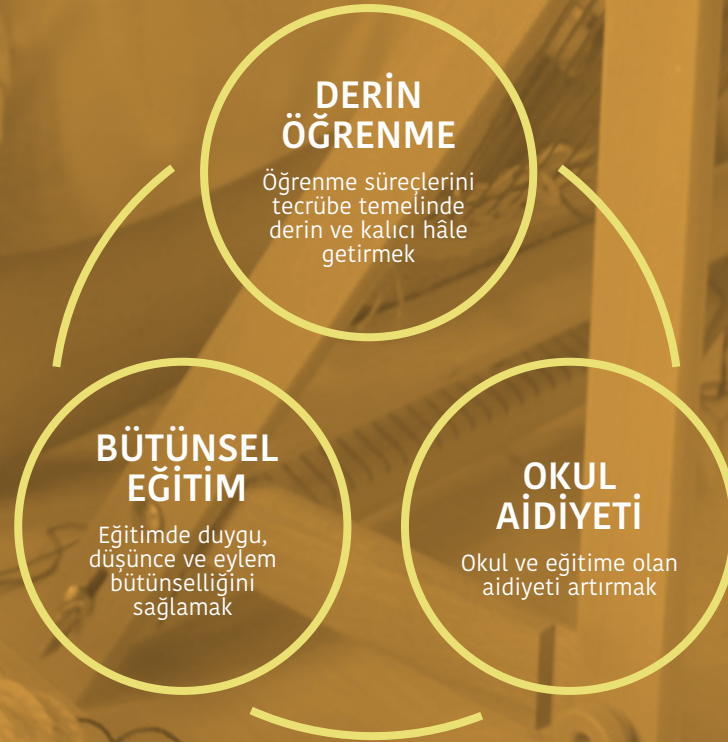 DERİN
ÖĞRENME
Öğrenme süreçlerini
tecrübe temelinde
derin ve kalıcı hâle
getirmek
BÜTÜNSEL
EĞİTİM
Eğitimde duygu,
düşünce ve eylem
bütünselliğini
sağlamak
OKUL
AİDİYETİ
Okul ve eğitime olan
aidiyeti artırmak